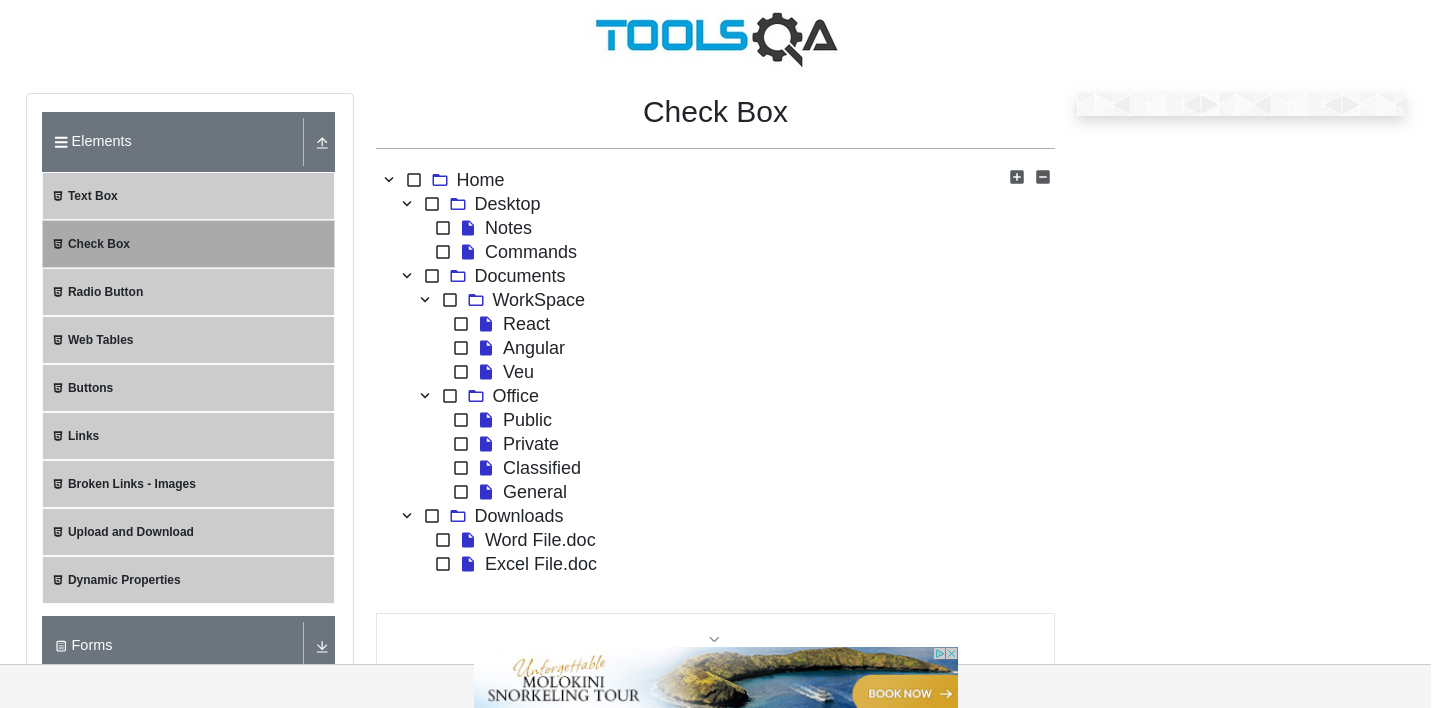 TOOLSQA
Elements
Text Box
Check Box
Radio Button
Web Tables
Buttons
Links
Broken Links - Images
Upload and Download
Dynamic Properties
Forms
Check Box
Home
Desktop
Notes
Commands
Documents
WorkSpace
React
Angular
Veu
Office
Public
Private
Classified
General
Downloads
Word File.doc
Excel File.doc
Unforgettable
MOLOKINI
SNORKELING TOUR
BOOK NOW